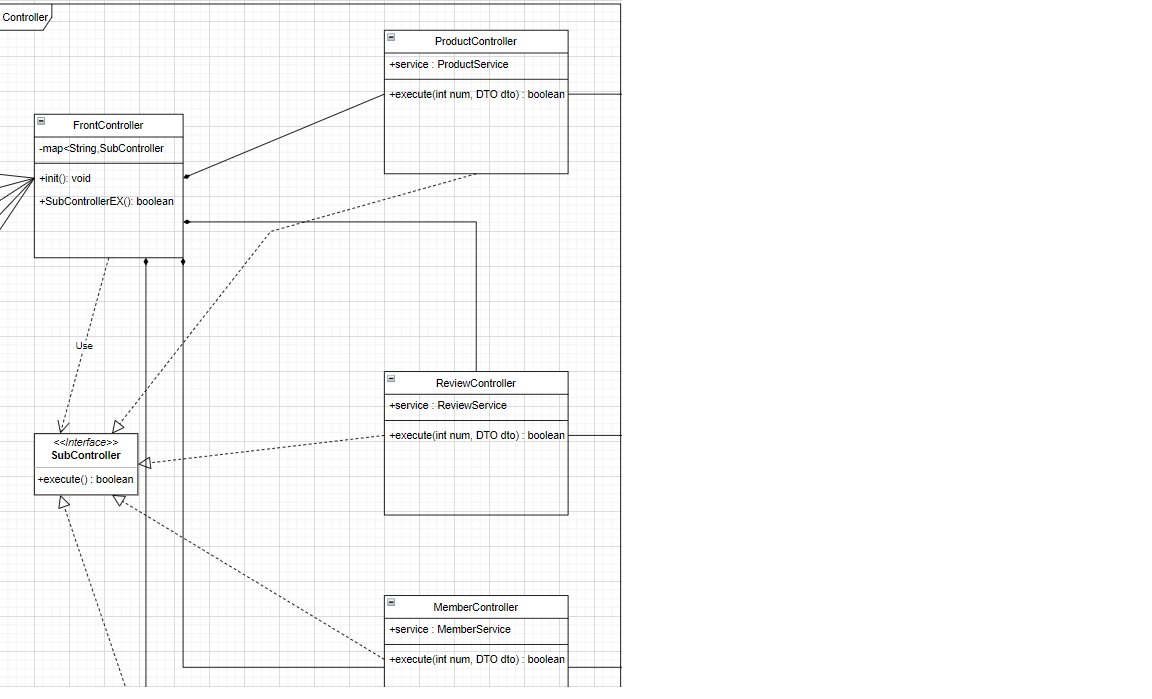 Controller
ProductController
+service : ProductService
+execute(int num, DTO dto) : boolean
FrontController
-map<String,SubController
+init(): void
+SubControllerEX(): boolean
Use
ReviewController
+service : ReviewService
+execute(int num, DTO dto) : boolean
<<Interface>>
SubController
+execute() : boolean
MemberController
+service : MemberService
+execute(int num, DTO dto) : boolean